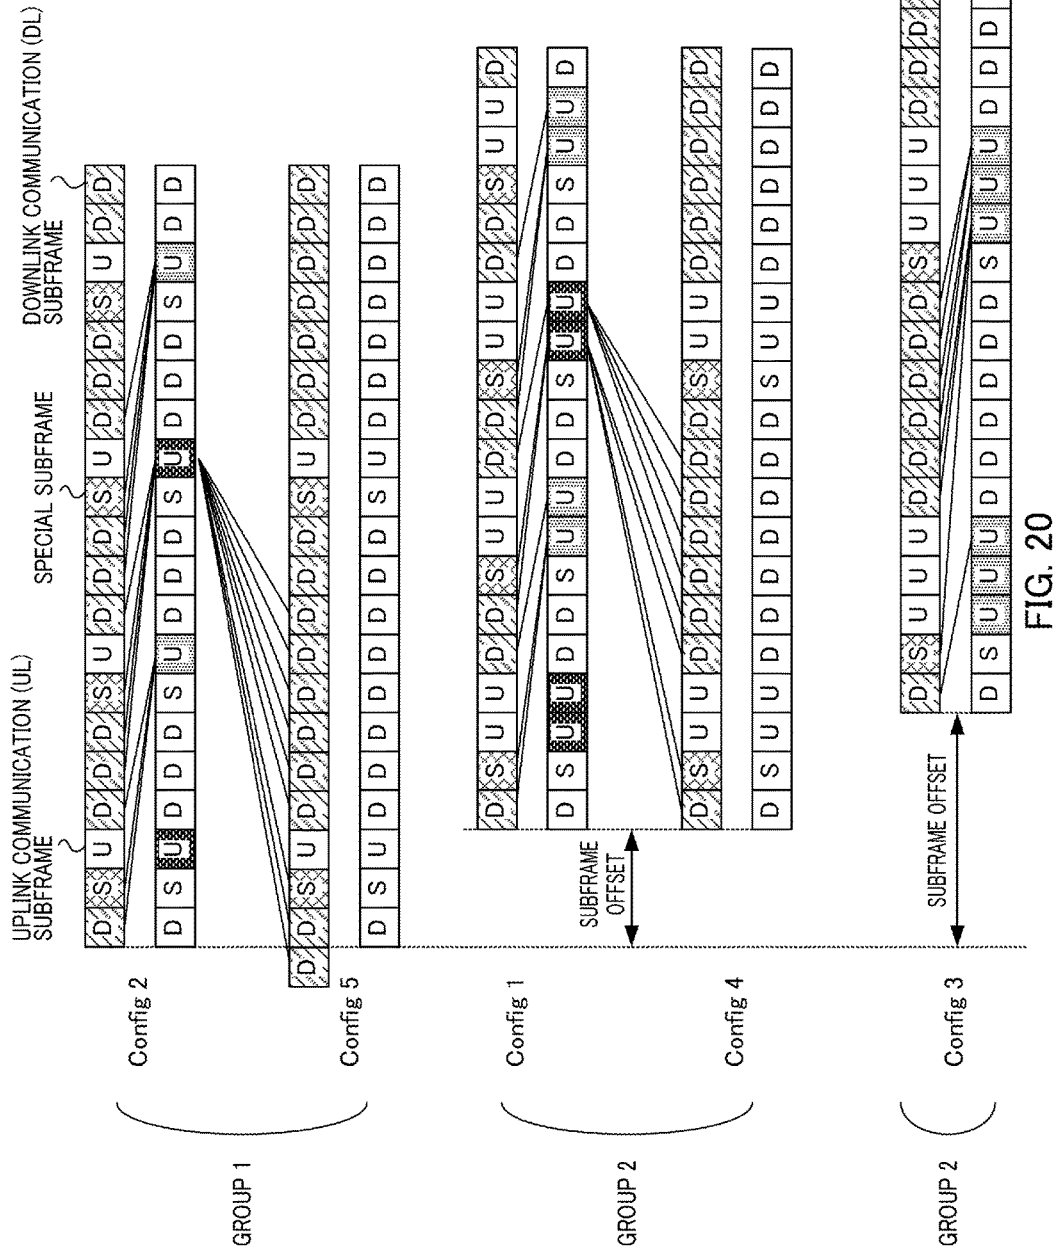 UPLINK COMMUNICATION (UL)
SUBFRAME
SPECIAL SUBFRAME
DOWNLINK COMMUNICATION (DL)
SUBFRAME
GROUP 1
Config 2
D S U D D D S U D D D S U D D D S U D D
D S U D D D S U D D D S U D D D S U D D
Config 5
D D S U D D D D D D D D S U D D D D D D D
D S U D D D D D D D D S U D D D D D D D
GROUP 2
Config 1
D S U U D D S U U D D S U U D D S U U D
D S U U D D S U U D D S U U D D S U U D
SUBFRAME
OFFSET
Config 4
D S U U D D D D D D D S U U D D D D D D
D S U U D D D D D D D S U U D D D D D D
GROUP 2
Config 3
SUBFRAME OFFSET
D S U U U D D D D D D S U U U D D D
D S U U U D D D D D D S U U U D D D
FIG. 20